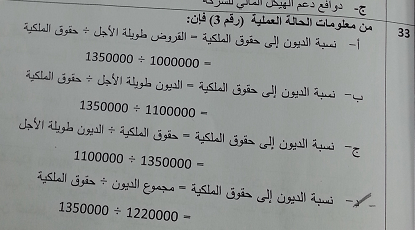 ج- دوافع دعم الهيكل المالي للشركة
33 من معلومات الحالة العملية (رقم 3) فإن:
أ- نسبة الديون إلى حقوق الملكية = القروض طويلة الأجل ÷ حقوق الملكية
1350000 ÷ 1000000 =
ب- نسبة الديون إلى حقوق الملكية = الديون طويلة الأجل ÷ حقوق الملكية
1350000 ÷ 1100000 =
ج- نسبة الديون إلى حقوق الملكية = حقوق الملكية ÷ الديون طويلة الأجل
1100000 ÷ 1350000 =
نسبة الديون إلى حقوق الملكية = مجموع الديون ÷ حقوق الملكية
1350000 ÷ 1220000 =